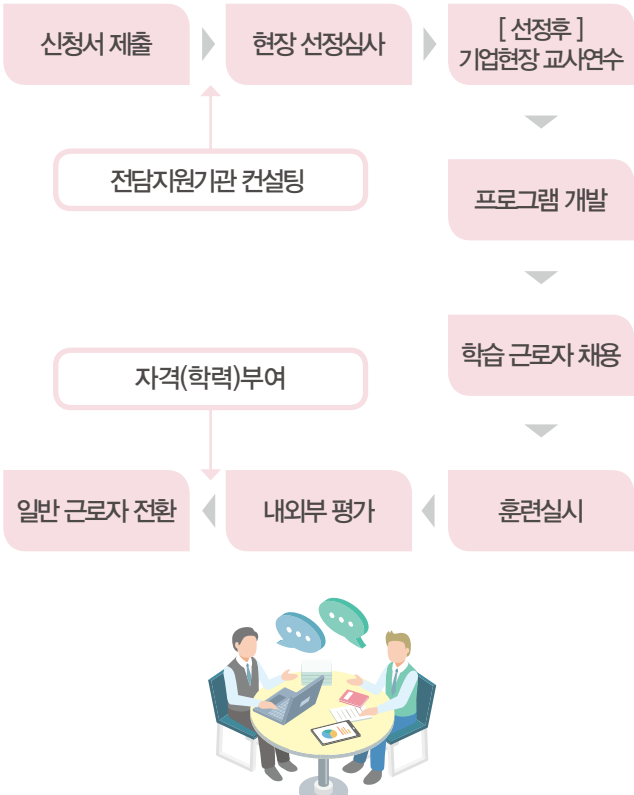 신청서 제출
현장 선정심사
[ 선정후 ]
기업현장 교사연수
전담지원기관 컨설팅
프로그램 개발
학습 근로자 채용
자격(학력)부여
일반 근로자 전환
내외부 평가
훈련실시